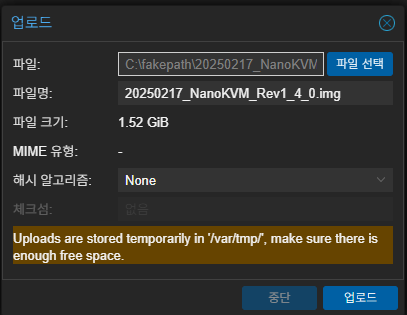 업로드
파일: C:\fakepath\20250217_NanoKVM 파일 선택
파일명: 20250217_NanoKVM_Rev1_4_0.img
파일 크기: 1.52 GiB
MIME 유형: -
해시 알고리즘: None
체크섬: 없음
Uploads are stored temporarily in '/var/tmp/', make sure there is
enough free space.
중단 업로드